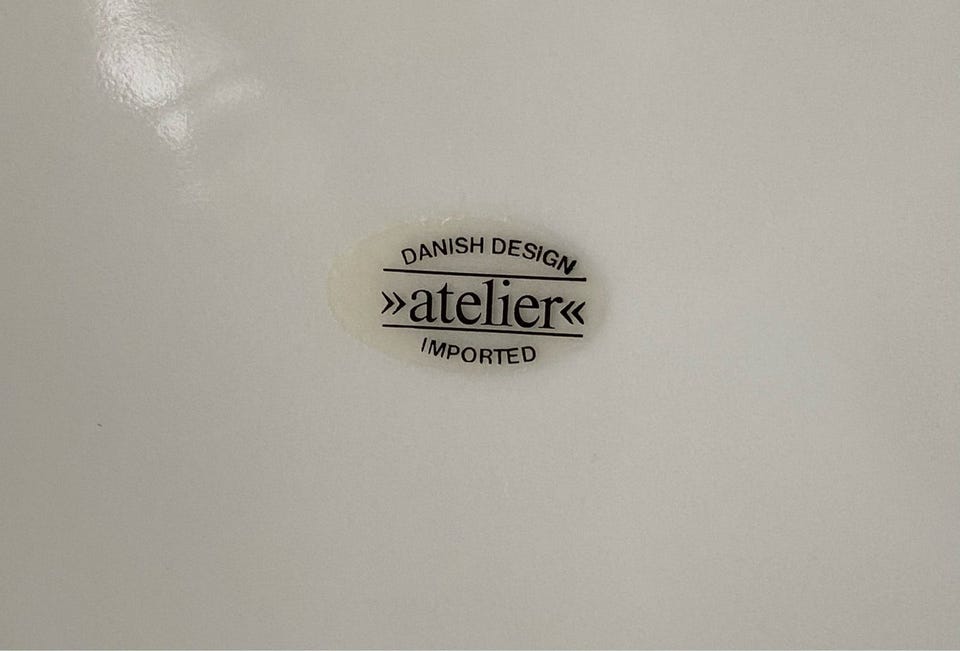 DANISH DESIGN
»atelier«
IMPORTED